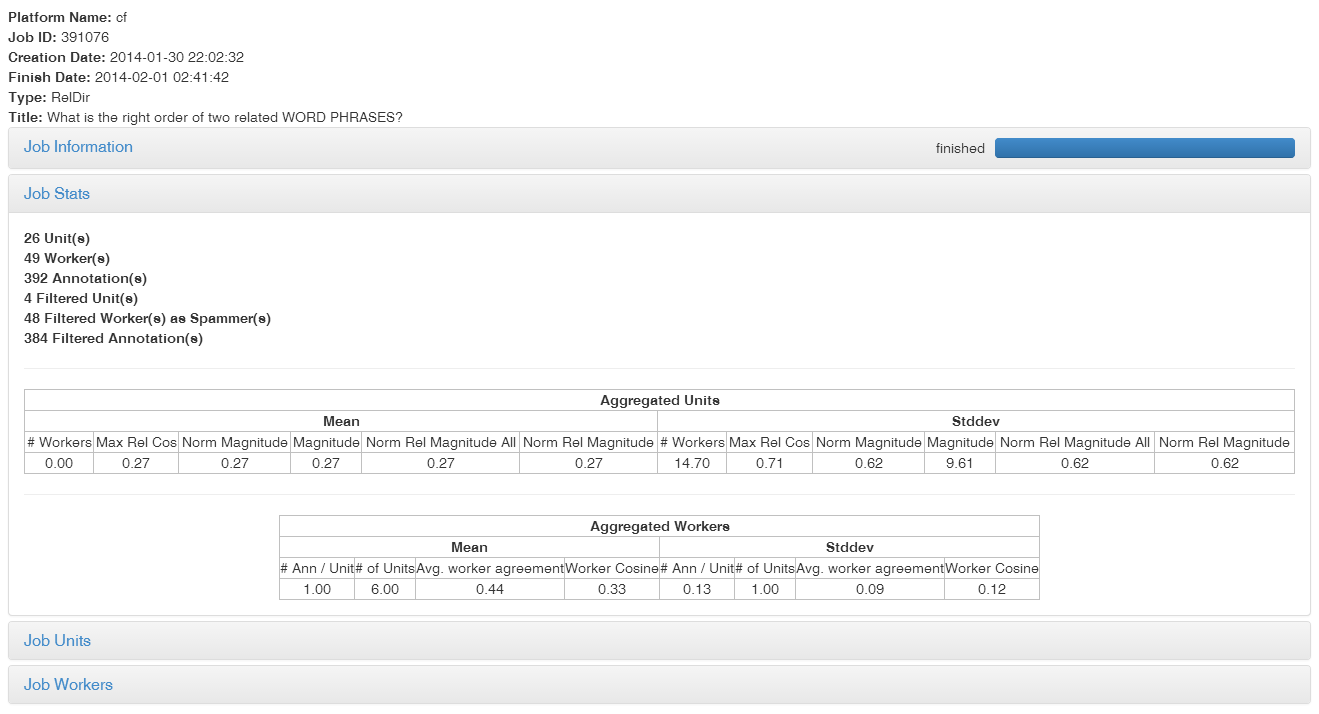 Platform Name: cf
Job ID: 391076
Creation Date: 2014-01-30 22:02:32
Finish Date: 2014-02-01 02:41:42
Type: RelDir
Title: What is the right order of two related WORD PHRASES?
Job Information finished
Job Stats
26 Unit(s)
49 Worker(s)
392 Annotation(s)
4 Filtered Unit(s)
48 Filtered Worker(s) as Spammer(s)
384 Filtered Annotation(s)
Aggregated Units
Mean Stddev
# Workers Max Rel Cos Norm Magnitude Magnitude Norm Rel Magnitude All Norm Rel Magnitude # Workers Max Rel Cos Norm Magnitude Magnitude Norm Rel Magnitude All Norm Rel Magnitude
0.00 0.27 0.27 0.27 0.27 0.27 14.70 0.71 0.62 9.61 0.62 0.62
Aggregated Workers
Mean Stddev
# Ann / Unit # of Units Avg. worker agreement Worker Cosine # Ann / Unit # of Units Avg. worker agreement Worker Cosine
1.00 6.00 0.44 0.33 0.13 1.00 0.09 0.12
Job Units
Job Workers